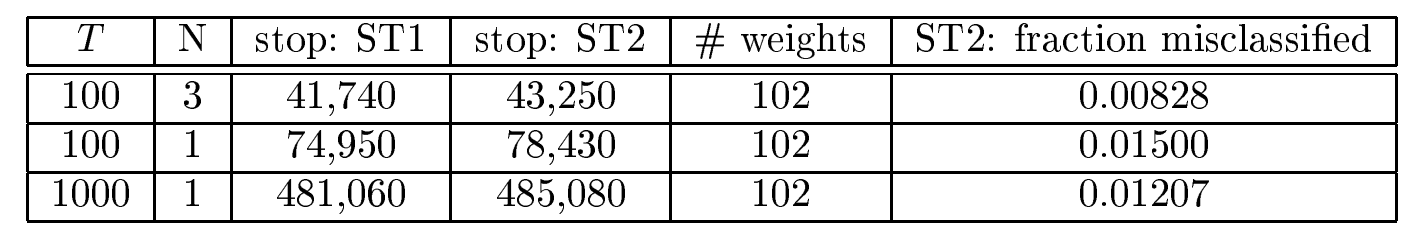 T N stop: ST1 stop: ST2 # weights ST2: fraction misclassified
100 3 41,740 43,250 102 0.00828
100 1 74,950 78,430 102 0.01500
1000 1 481,060 485,080 102 0.01207